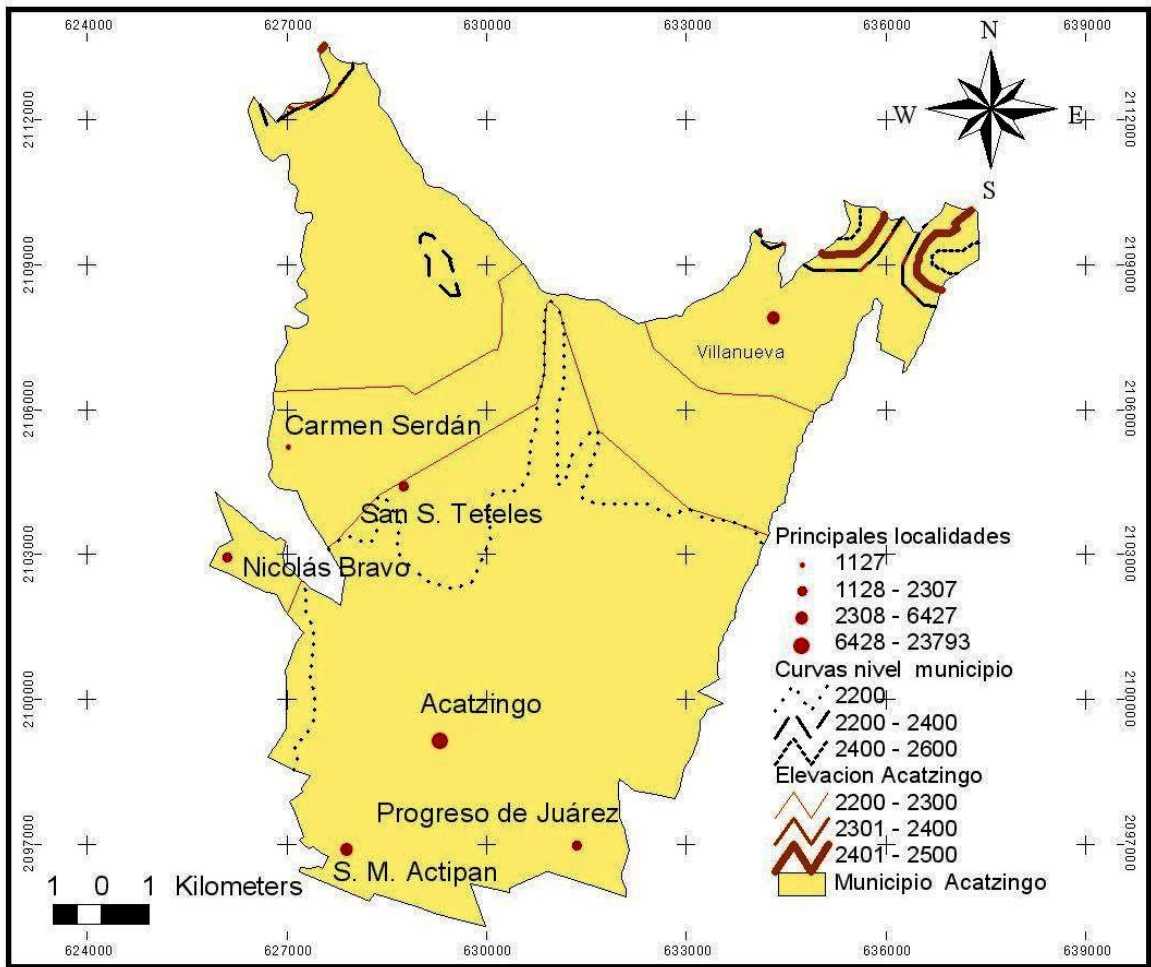 624000 627000 630000 633000 636000 639000
N
W E
S
2112000 2112000
2109000 2109000
Villanueva
2106000 2106000
Carmen Serdán
San S. Teteles
2103000 2103000
Nicolás Bravo
Principales localidades
1127
1128 - 2307
2308 - 6427
6428 - 23793
Curvas nivel municipio
2200
2200 - 2400
2400 - 2600
2100000 2100000
Acatzingo
Elevacion Acatzingo
2200 - 2300
2301 - 2400
2401 - 2500
Municipio Acatzingo
Progreso de Juárez
2097000 2097000
S. M. Actipan
1 0 1 Kilometers
624000 627000 630000 633000 636000 639000